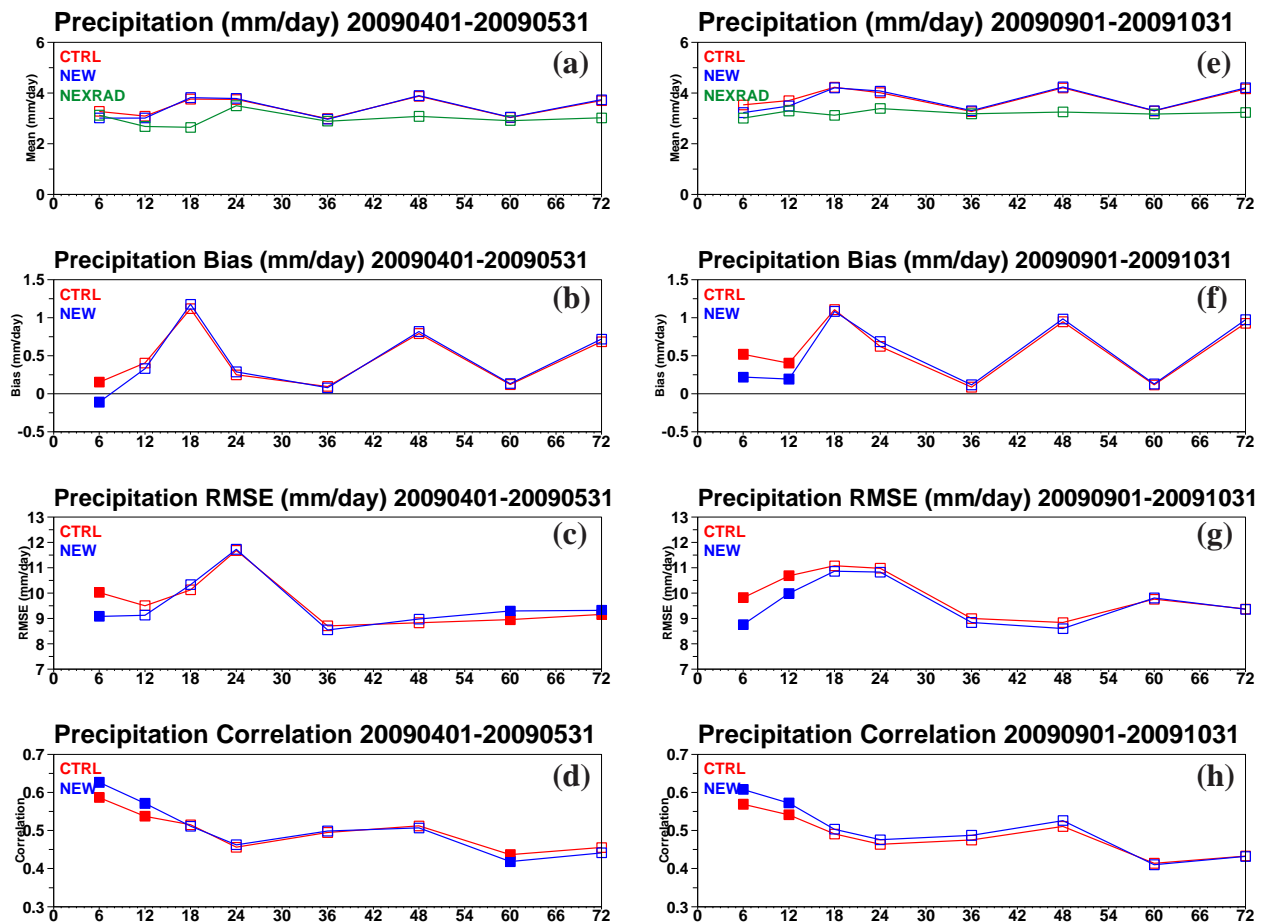 Precipitation (mm/day) 20090401-20090531
(a)
CTRL
NEW
NEXRAD
Mean (mm/day)
6
4
2
0
0 6 12 18 24 30 36 42 48 54 60 66 72
Precipitation Bias (mm/day) 20090401-20090531
(b)
CTRL
NEW
Bias (mm/day)
1.5
1
0.5
0
-0.5
0 6 12 18 24 30 36 42 48 54 60 66 72
Precipitation RMSE (mm/day) 20090401-20090531
(c)
CTRL
NEW
RMSE (mm/day)
13
12
11
10
9
8
7
0 6 12 18 24 30 36 42 48 54 60 66 72
Precipitation Correlation 20090401-20090531
(d)
CTRL
NEW
Correlation
0.7
0.6
0.5
0.4
0.3
0 6 12 18 24 30 36 42 48 54 60 66 72
Precipitation (mm/day) 20090901-20091031
(e)
CTRL
NEW
NEXRAD
Mean (mm/day)
6
4
2
0
0 6 12 18 24 30 36 42 48 54 60 66 72
Precipitation Bias (mm/day) 20090901-20091031
(f)
CTRL
NEW
Bias (mm/day)
1.5
1
0.5
0
-0.5
0 6 12 18 24 30 36 42 48 54 60 66 72
Precipitation RMSE (mm/day) 20090901-20091031
(g)
CTRL
NEW
RMSE (mm/day)
13
12
11
10
9
8
7
0 6 12 18 24 30 36 42 48 54 60 66 72
Precipitation Correlation 20090901-20091031
(h)
CTRL
NEW
Correlation
0.7
0.6
0.5
0.4
0.3
0 6 12 18 24 30 36 42 48 54 60 66 72